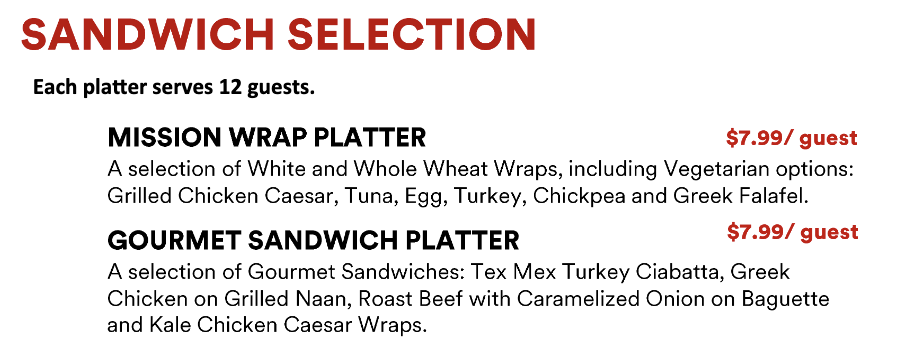 SANDWICH SELECTION
Each platter serves 12 guests.
MISSION WRAP PLATTER $7.99/ guest
A selection of White and Whole Wheat Wraps, including Vegetarian options:
Grilled Chicken Caesar, Tuna, Egg, Turkey, Chickpea and Greek Falafel.
GOURMET SANDWICH PLATTER $7.99/ guest
A selection of Gourmet Sandwiches: Tex Mex Turkey Ciabatta, Greek
Chicken on Grilled Naan, Roast Beef with Caramelized Onion on Baguette
and Kale Chicken Caesar Wraps.